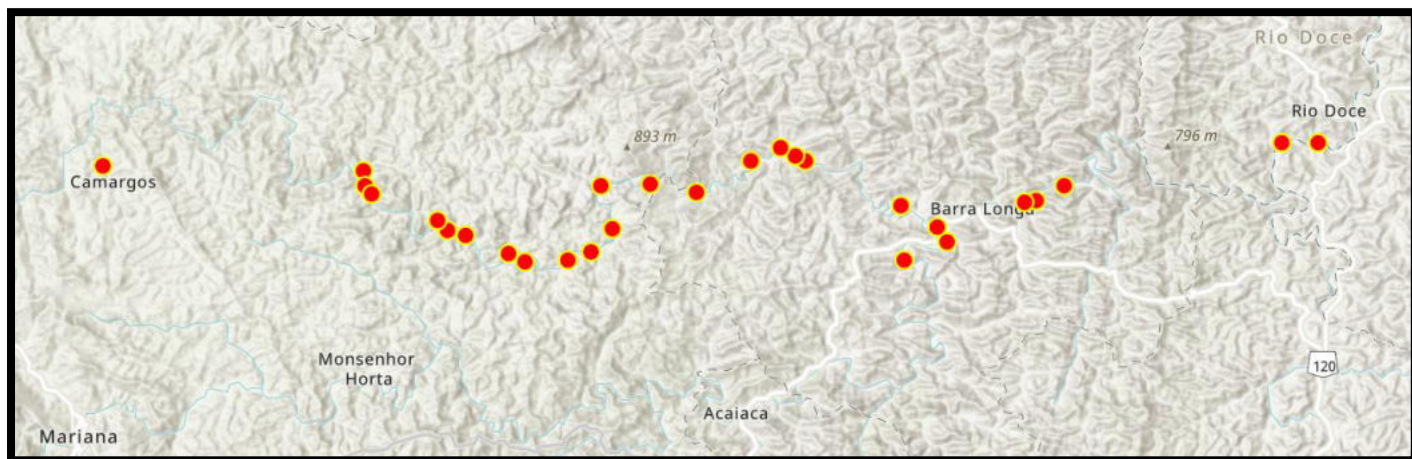 Rio Doce
Rio Doce
893 m
796 m
Camargos
Barra Longa
Monsenhor
Horta
120
Acaiaca
Mariana